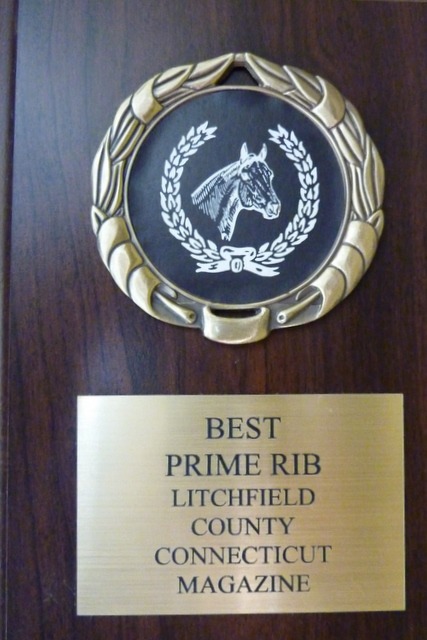 BEST
PRIME RIB
LITCHFIELD
COUNTY
CONNECTICUT
MAGAZINE